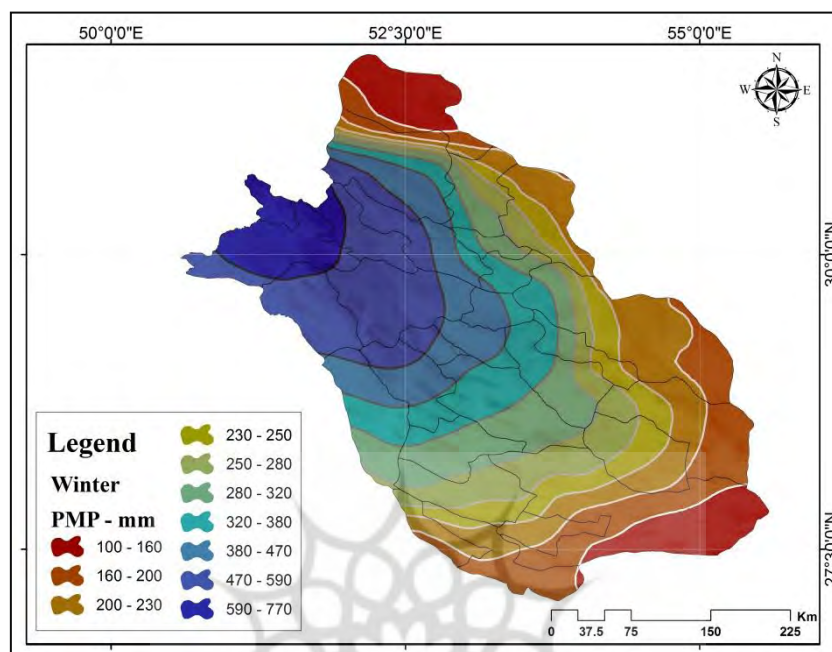 50°0'0"E 52°30'0"E 55°0'0"E
N
W E
S
30°0'0"N
27°30'0"N
Legend
Winter
PMP - mm
100 - 160
160 - 200
200 - 230
230 - 250
250 - 280
280 - 320
320 - 380
380 - 470
470 - 590
590 - 770
Km
0 37.5 75 150 225